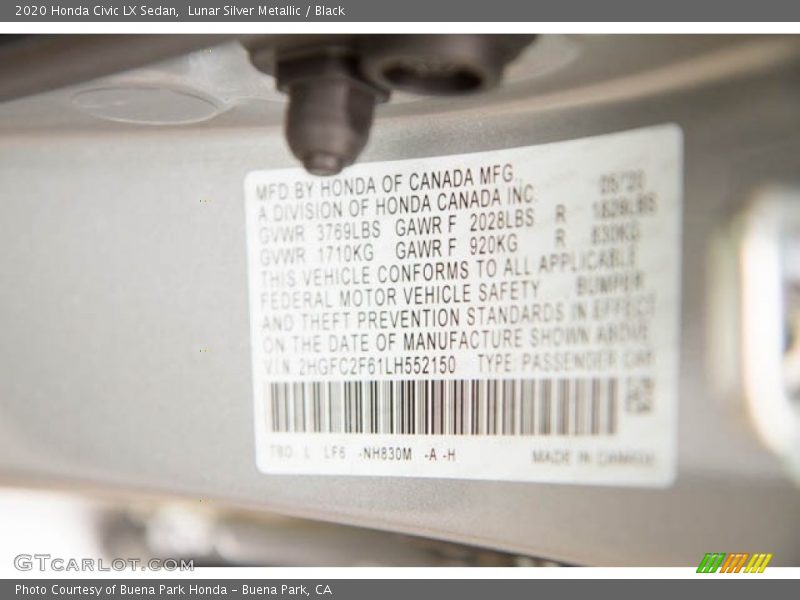 2020 Honda Civic LX Sedan,  Lunar Silver Metallic / Black
MFD BY HONDA OF CANADA MFG., 05/20
A DIVISION OF HONDA CANADA INC.
GVWR 3769LBS GAWR F 2028LBS R 1829LBS
GVWR 1710KG GAWR F 920KG R 830KG
THIS VEHICLE CONFORMS TO ALL APPLICABLE
FEDERAL MOTOR VEHICLE SAFETY BUMPER
AND THEFT PREVENTION STANDARDS IN EFFECT
ON THE DATE OF MANUFACTURE SHOWN ABOVE
V.I.N. 2HGFC2F61LH552150 TYPE: PASSENGER CAR
LF6 -NH830M -A -H MADE IN CANADA
GTCARLOT.COM
Photo Courtesy of Buena Park Honda – Buena Park, CA